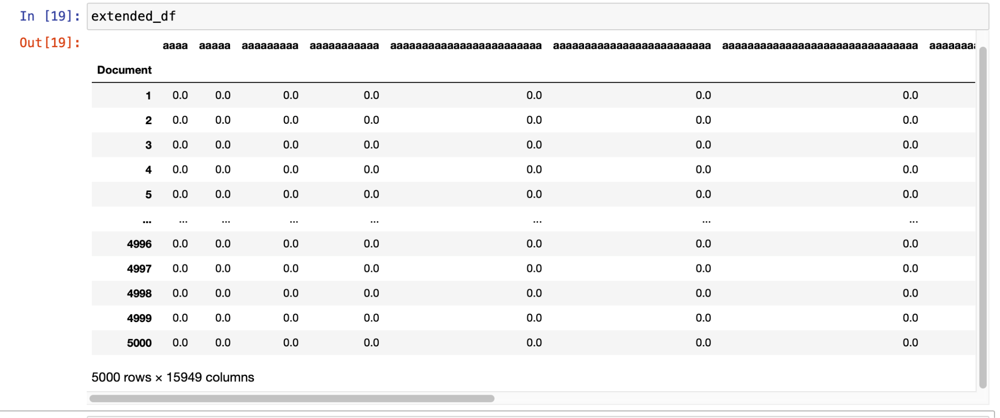 In [19]: extended_df
Out[19]:
aaaa aaaaa aaaaaaaaa aaaaaaaaaaa aaaaaaaaaaaaaaaaaaaaaaaa aaaaaaaaaaaaaaaaaaaaaaaaa aaaaaaaaaaaaaaaaaaaaaaaaaaaaaaa aaaaaaa
Document
1 0.0 0.0 0.0 0.0 0.0 0.0 0.0
2 0.0 0.0 0.0 0.0 0.0 0.0 0.0
3 0.0 0.0 0.0 0.0 0.0 0.0 0.0
4 0.0 0.0 0.0 0.0 0.0 0.0 0.0
5 0.0 0.0 0.0 0.0 0.0 0.0 0.0
... ... ... ... ... ... ... ...
4996 0.0 0.0 0.0 0.0 0.0 0.0 0.0
4997 0.0 0.0 0.0 0.0 0.0 0.0 0.0
4998 0.0 0.0 0.0 0.0 0.0 0.0 0.0
4999 0.0 0.0 0.0 0.0 0.0 0.0 0.0
5000 0.0 0.0 0.0 0.0 0.0 0.0 0.0
5000 rows × 15949 columns